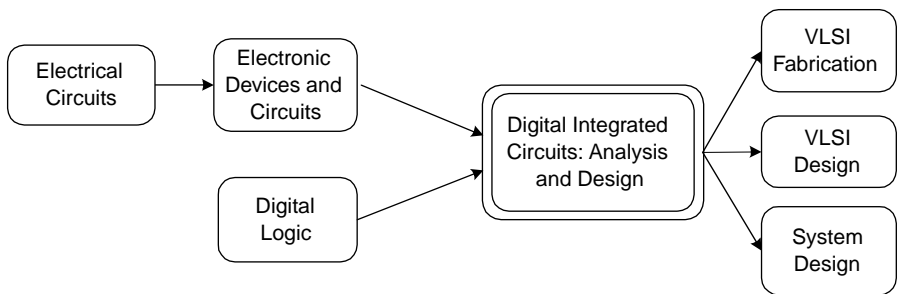 Electrical
Circuits
Electronic
Devices and
Circuits
Digital
Logic
Digital Integrated
Circuits: Analysis
and Design
VLSI
Fabrication
VLSI
Design
System
Design